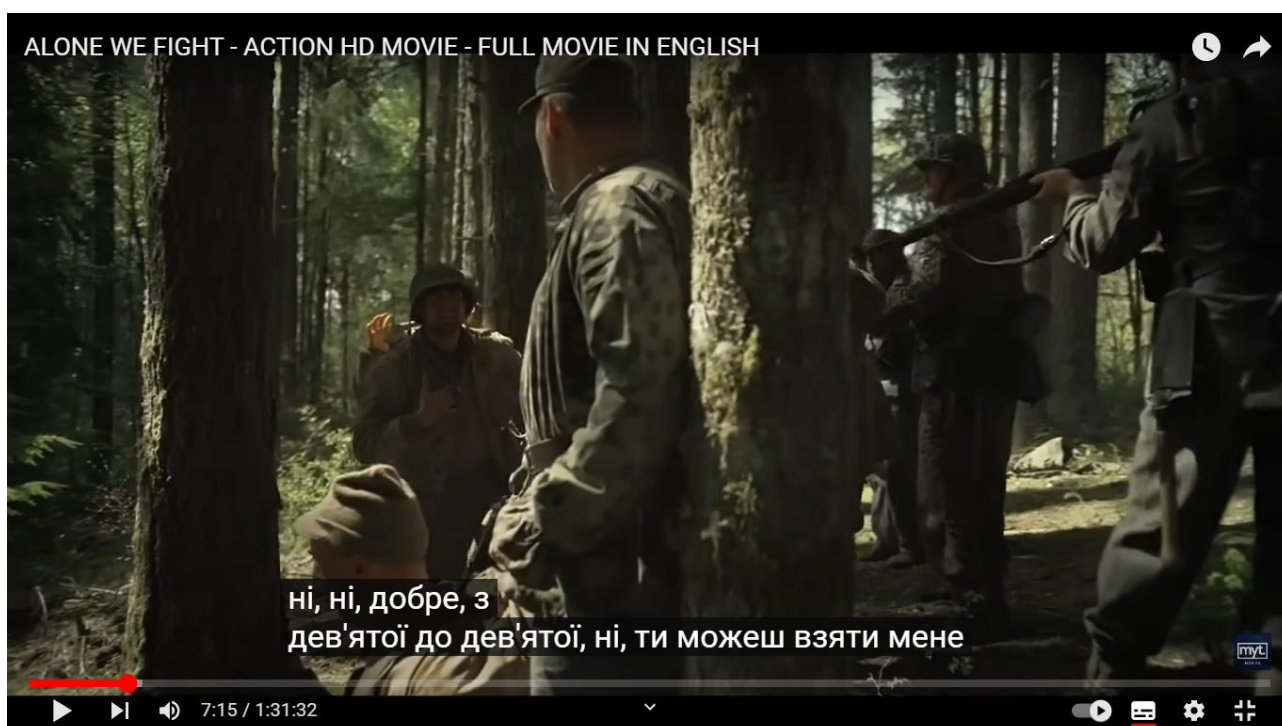 ALONE WE FIGHT - ACTION HD MOVIE - FULL MOVIE IN ENGLISH
ні, ні, добре, з
дев'ятої до дев'ятої, ні, ти можеш взяти мене
myt.
7:15 / 1:31:32